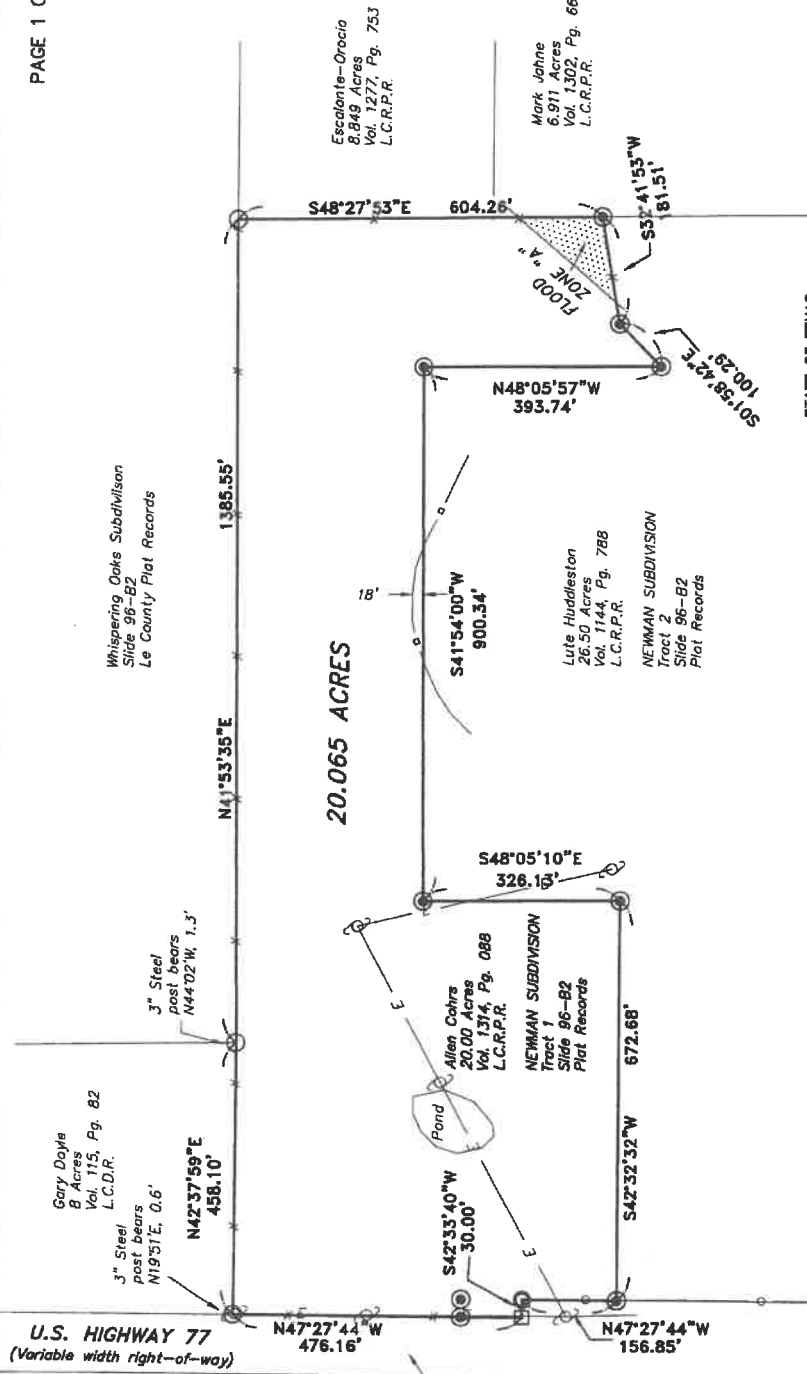 PAGE 1
Escalante-Orocio
8.849 Acres
Vol. 1277, Pg. 753
L.C.R.P.R.
Mark Jahne
6.911 Acres
Vol. 1302, Pg. 66
L.C.R.P.R.
S48°27'53"E 604.26'
S32°41'53"W
181.51'
FLOOD
ZONE "A"
S01°58'42"E
100.29'
N48°05'57"W
393.74'
Whispering Oaks Subdivilson
Slide 96-B2
Le County Plat Records
1385.55'
N41°53'35"E
18'
S41°54'00"W
900.34'
20.065 ACRES
Lute Huddleston
26.50 Acres
Vol. 1144, Pg. 788
L.C.R.P.R.
NEWMAN SUBDIVISION
Tract 2
Slide 96-B2
Plat Records
S48°05'10"E
326.13'
3" Steel
post bears
N44°02'W, 1.3'
E
Allen Cohrs
20.00 Acres
Vol. 1314, Pg. 088
L.C.R.P.R.
NEWMAN SUBDIVISION
Tract 1
Slide 96-B2
Plat Records
Pond
E
E
672.68'
S42°32'32"W
Gary Doyle
8 Acres
Vol. 115, Pg. 82
L.C.D.R.
3" Steel
post bears
N19°51'E, 0.6'
N42°37'59"E
458.10'
S42°33'40"W
30.00'
U.S. HIGHWAY 77
(Variable width right-of-way)
N47°27'44"W
476.16'
N47°27'44"W
156.85'